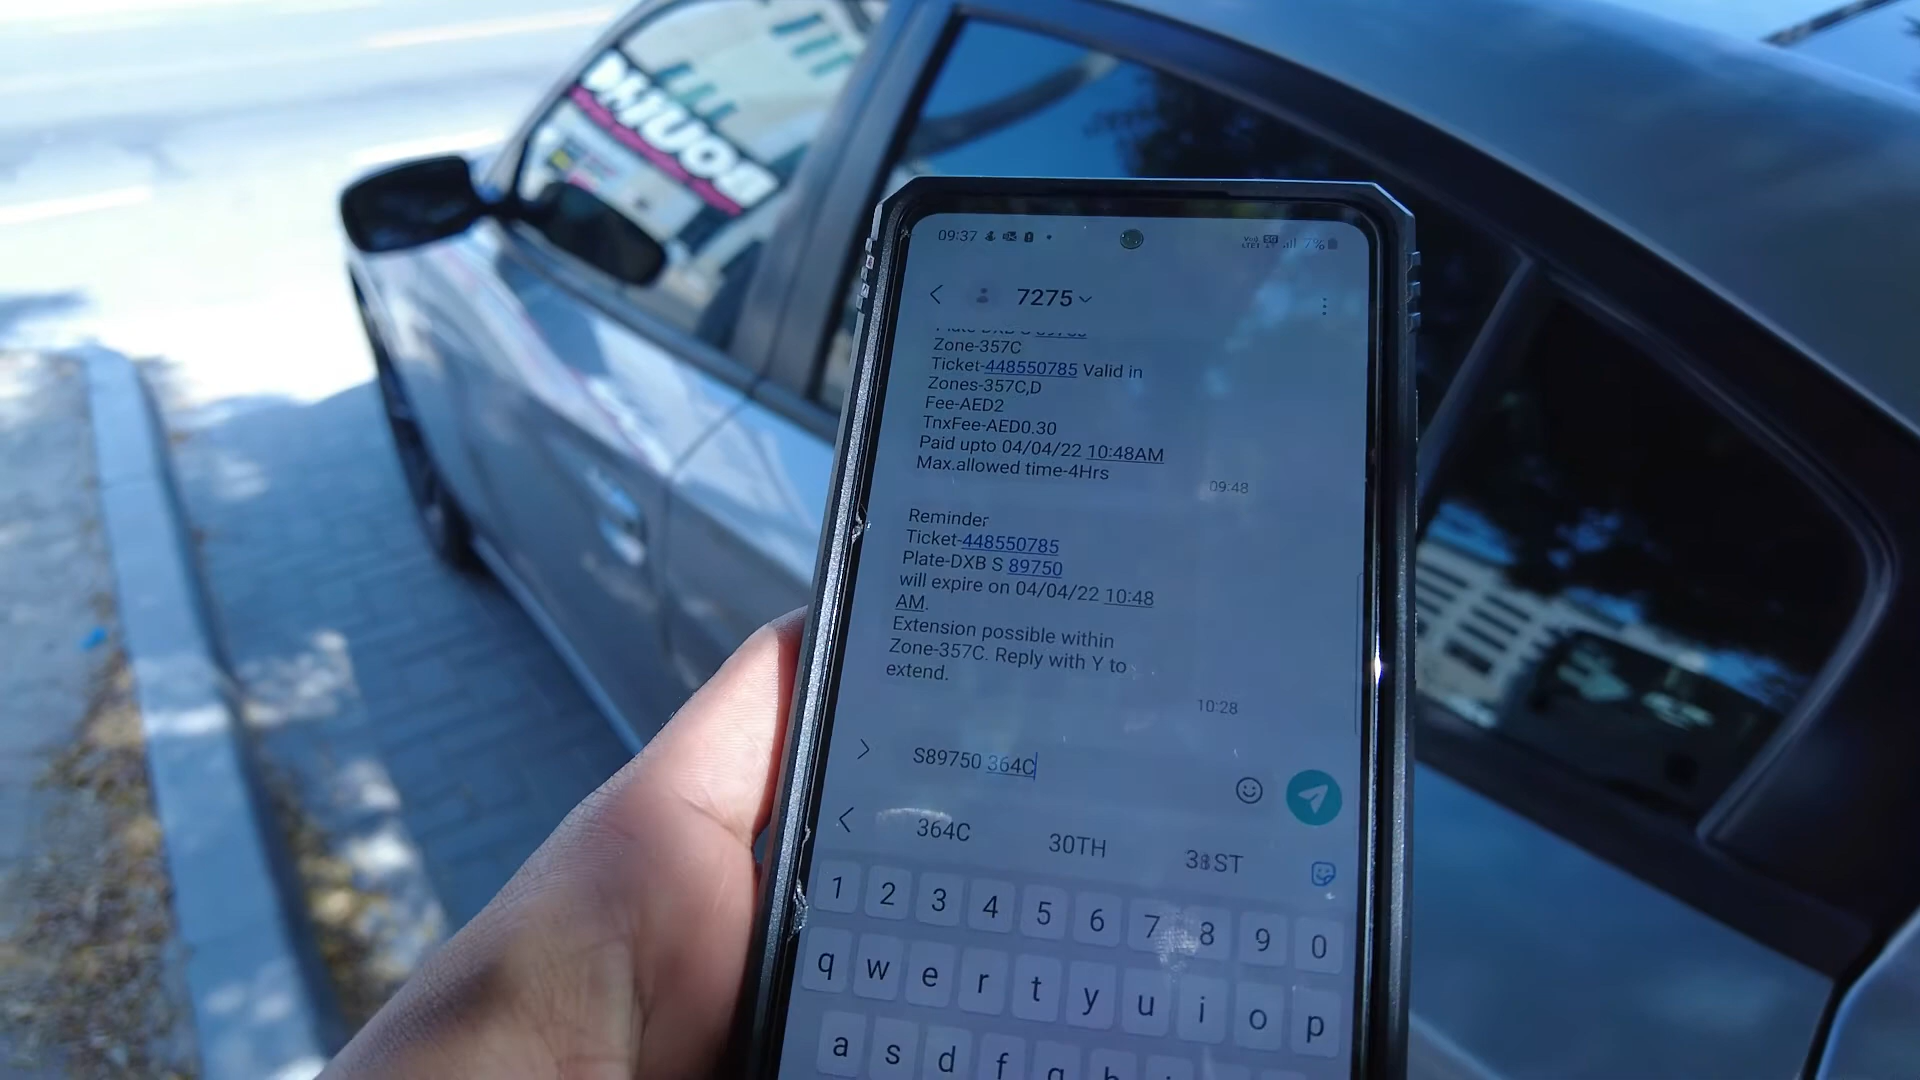 BOUTIQ
09:37
7%
7275
Zone-357C
Ticket-448550785 Valid in
Zones-357C,D
Fee-AED2
TnxFee-AED0.30
Paid upto 04/04/22 10:48AM
Max.allowed time-4Hrs
09:48
Reminder
Ticket-448550785
Plate-DXB S 89750
will expire on 04/04/22 10:48
AM.
Extension possible within
Zone-357C. Reply with Y to
extend.
10:28
S89750 364C
364C 30TH
1 2 3 4 5 6 7 8 9 0
q w e r t y u i o p
a s d f g h